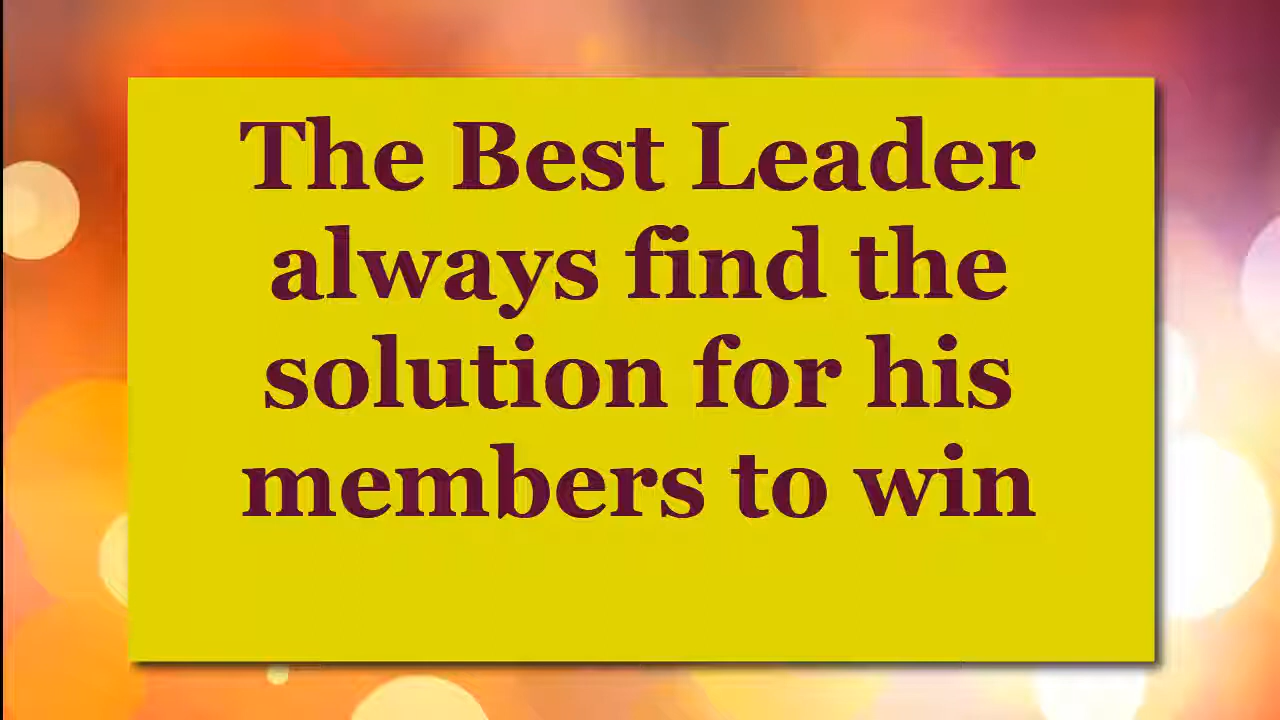 The Best Leader
always find the
solution for his
members to win